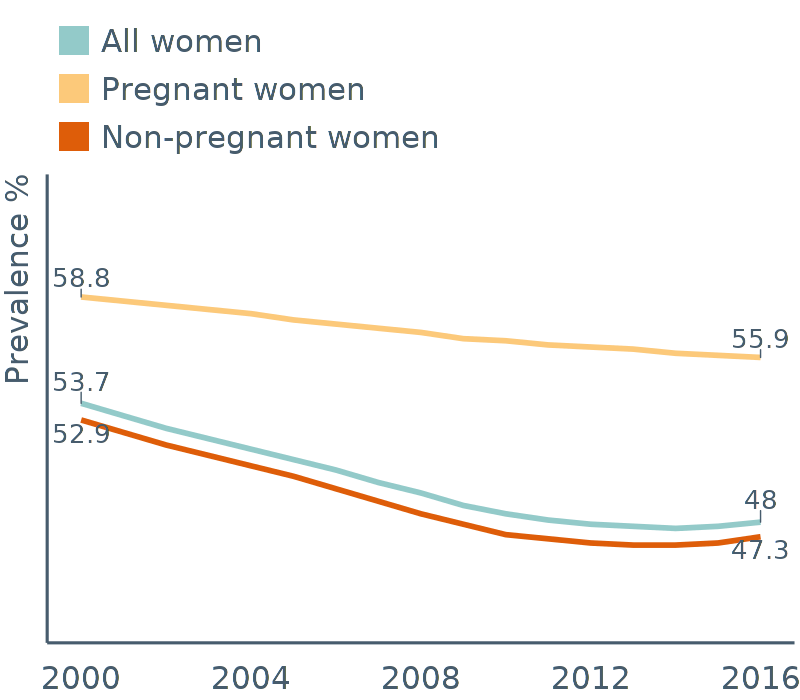 All women
Pregnant women
Non-pregnant women
Prevalence %
58.8
55.9
53.7
52.9
48
47.3
2000 2004 2008 2012 2016